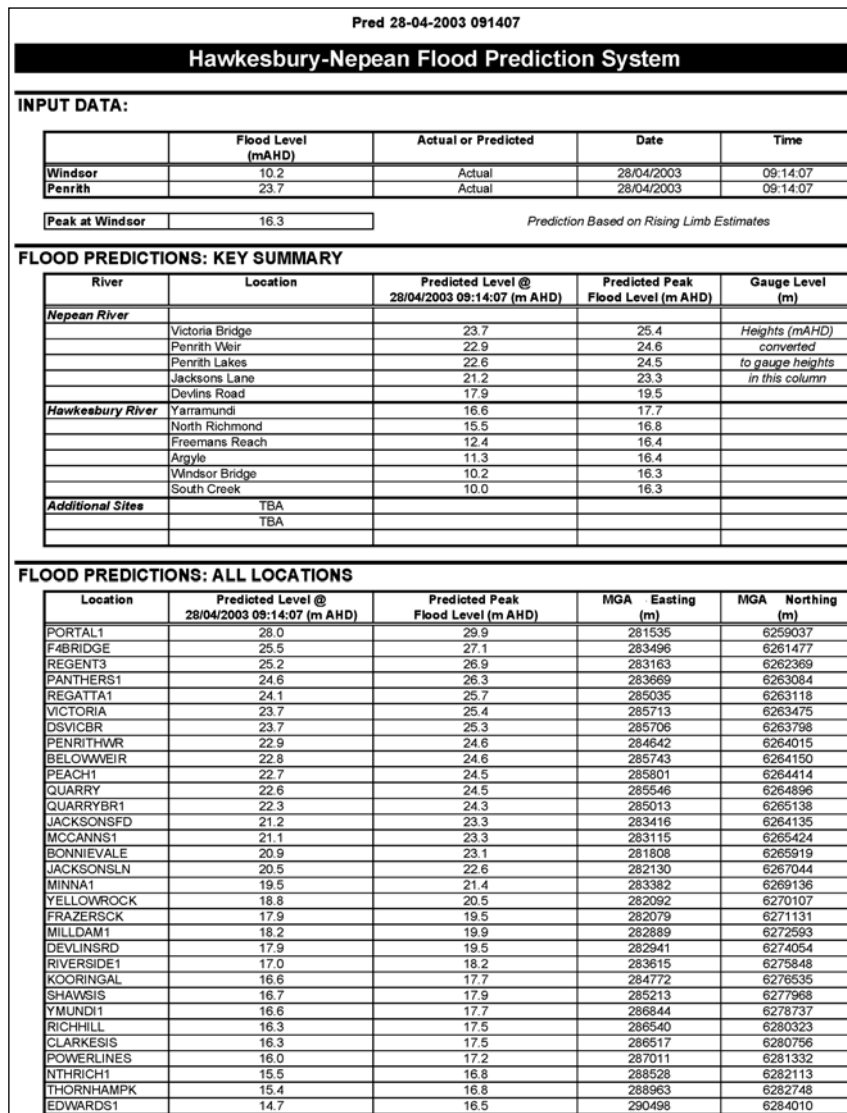 Pred 28-04-2003 091407
Hawkesbury-Nepean Flood Prediction System
INPUT DATA:
Flood Level (mAHD) Actual or Predicted Date Time
Windsor 10.2 Actual 28/04/2003 09:14:07
Penrith 23.7 Actual 28/04/2003 09:14:07
Peak at Windsor 16.3 Prediction Based on Rising Limb Estimates
FLOOD PREDICTIONS: KEY SUMMARY
River Location Predicted Level @ Predicted Peak Gauge Level
28/04/2003 09:14:07 (m AHD) Flood Level (m AHD) (m)
Nepean River
Victoria Bridge 23.7 25.4 Heights (mAHD)
Penrith Weir 22.9 24.6 converted
Penrith Lakes 22.6 24.5 to gauge heights
Jacksons Lane 21.2 23.3 in this column
Devlins Road 17.9 19.5
Hawkesbury River Yarramundi 16.6 17.7
North Richmond 15.5 16.8
Freemans Reach 12.4 16.4
Argyle 11.3 16.4
Windsor Bridge 10.2 16.3
South Creek 10.0 16.3
Additional Sites TBA
TBA
FLOOD PREDICTIONS: ALL LOCATIONS
Location Predicted Level @ Predicted Peak MGA Easting MGA Northing
28/04/2003 09:14:07 (m AHD) Flood Level (m AHD) (m) (m)
PORTAL1 28.0 29.9 281535 6259037
F4BRIDGE 25.5 27.1 283496 6261477
REGENT3 25.2 26.9 283163 6262369
PANTHERS1 24.6 26.3 283669 6263084
REGATTA1 24.1 25.7 285035 6263118
VICTORIA 23.7 25.4 285713 6263475
DSVICBR 23.7 25.3 285706 6263798
PENRITHWR 22.9 24.6 284642 6264015
BELOWWEIR 22.8 24.6 285743 6264150
PEACH1 22.7 24.5 285801 6264414
QUARRY 22.6 24.5 285546 6264896
QUARRYBR1 22.3 24.3 285013 6265138
JACKSONSFD 21.2 23.3 283416 6264135
MCCANNS1 21.1 23.3 283115 6265424
BONNIEVALE 20.9 23.1 281808 6265919
JACKSONSLN 20.5 22.6 282130 6267044
MINNA1 19.5 21.4 283382 6269136
YELLOWROCK 18.8 20.5 282092 6270107
FRAZERSCK 17.9 19.5 282079 6271131
MILLDAM1 18.2 19.9 282889 6272593
DEVLINSRD 17.9 19.5 282941 6274054
RIVERSIDE1 17.0 18.2 283615 6275848
KOORINGAL 16.6 17.7 284772 6276535
SHAWSIS 16.7 17.9 285213 6277968
YMUNDI1 16.6 17.7 286844 6278737
RICHHILL 16.3 17.5 286540 6280323
CLARKESIS 16.3 17.5 286517 6280756
POWERLINES 16.0 17.2 287011 6281332
NTHRICH1 15.5 16.8 288528 6282113
THORNHAMPK 15.4 16.8 288963 6282748
EDWARDS1 14.7 16.5 290498 6284010